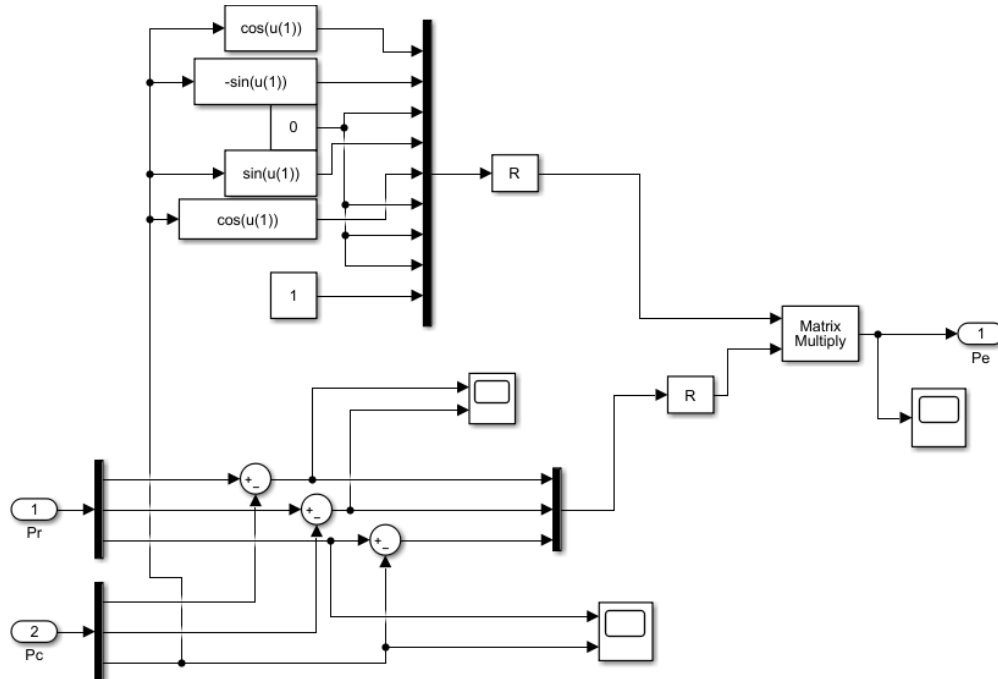 cos(u(1))
-sin(u(1))
0
sin(u(1))
cos(u(1))
1
R
Matrix
Multiply
1
Pe
R
1
Pr
2
Pc